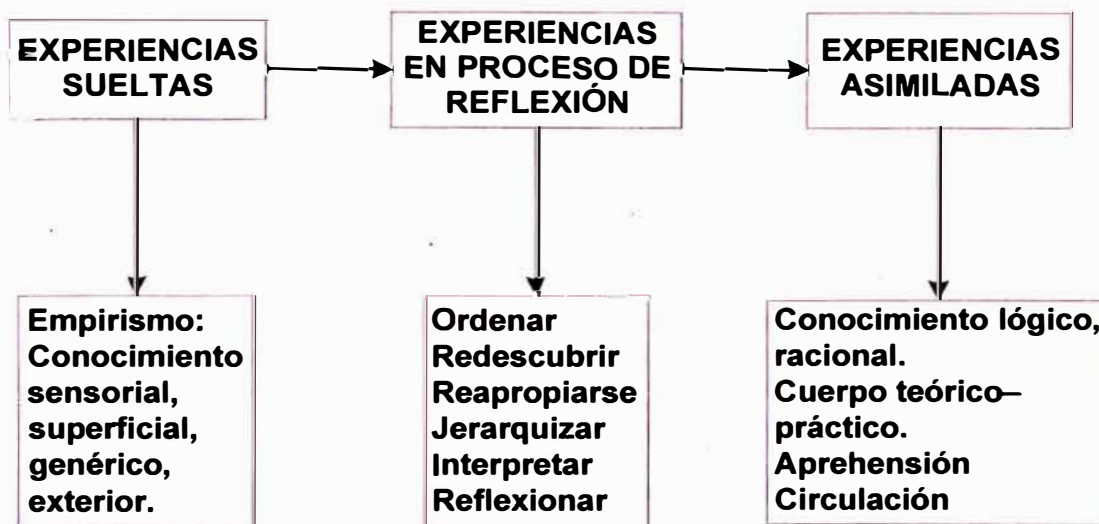 EXPERIENCIAS
SUELTAS
EXPERIENCIAS
EN PROCESO DE
REFLEXIÓN
EXPERIENCIAS
ASIMILADAS
Empirismo:
Conocimiento
sensorial,
superficial,
genérico,
exterior.
Ordenar
Redescubrir
Reapropiarse
Jerarquizar
Interpretar
Reflexionar
Conocimiento lógico,
racional.
Cuerpo teórico–
práctico.
Aprehensión
Circulación